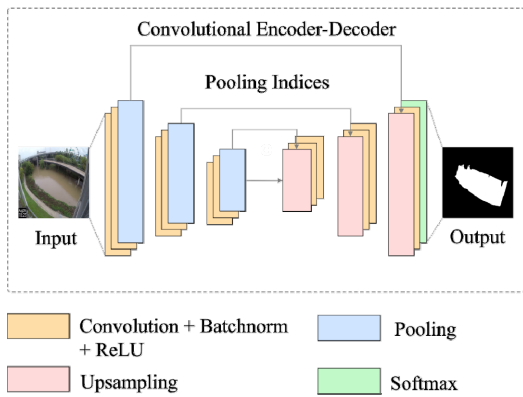 Convolutional Encoder-Decoder
Pooling Indices
Input
Output
Convolution + Batchnorm
+ ReLU
Pooling
Upsampling
Softmax